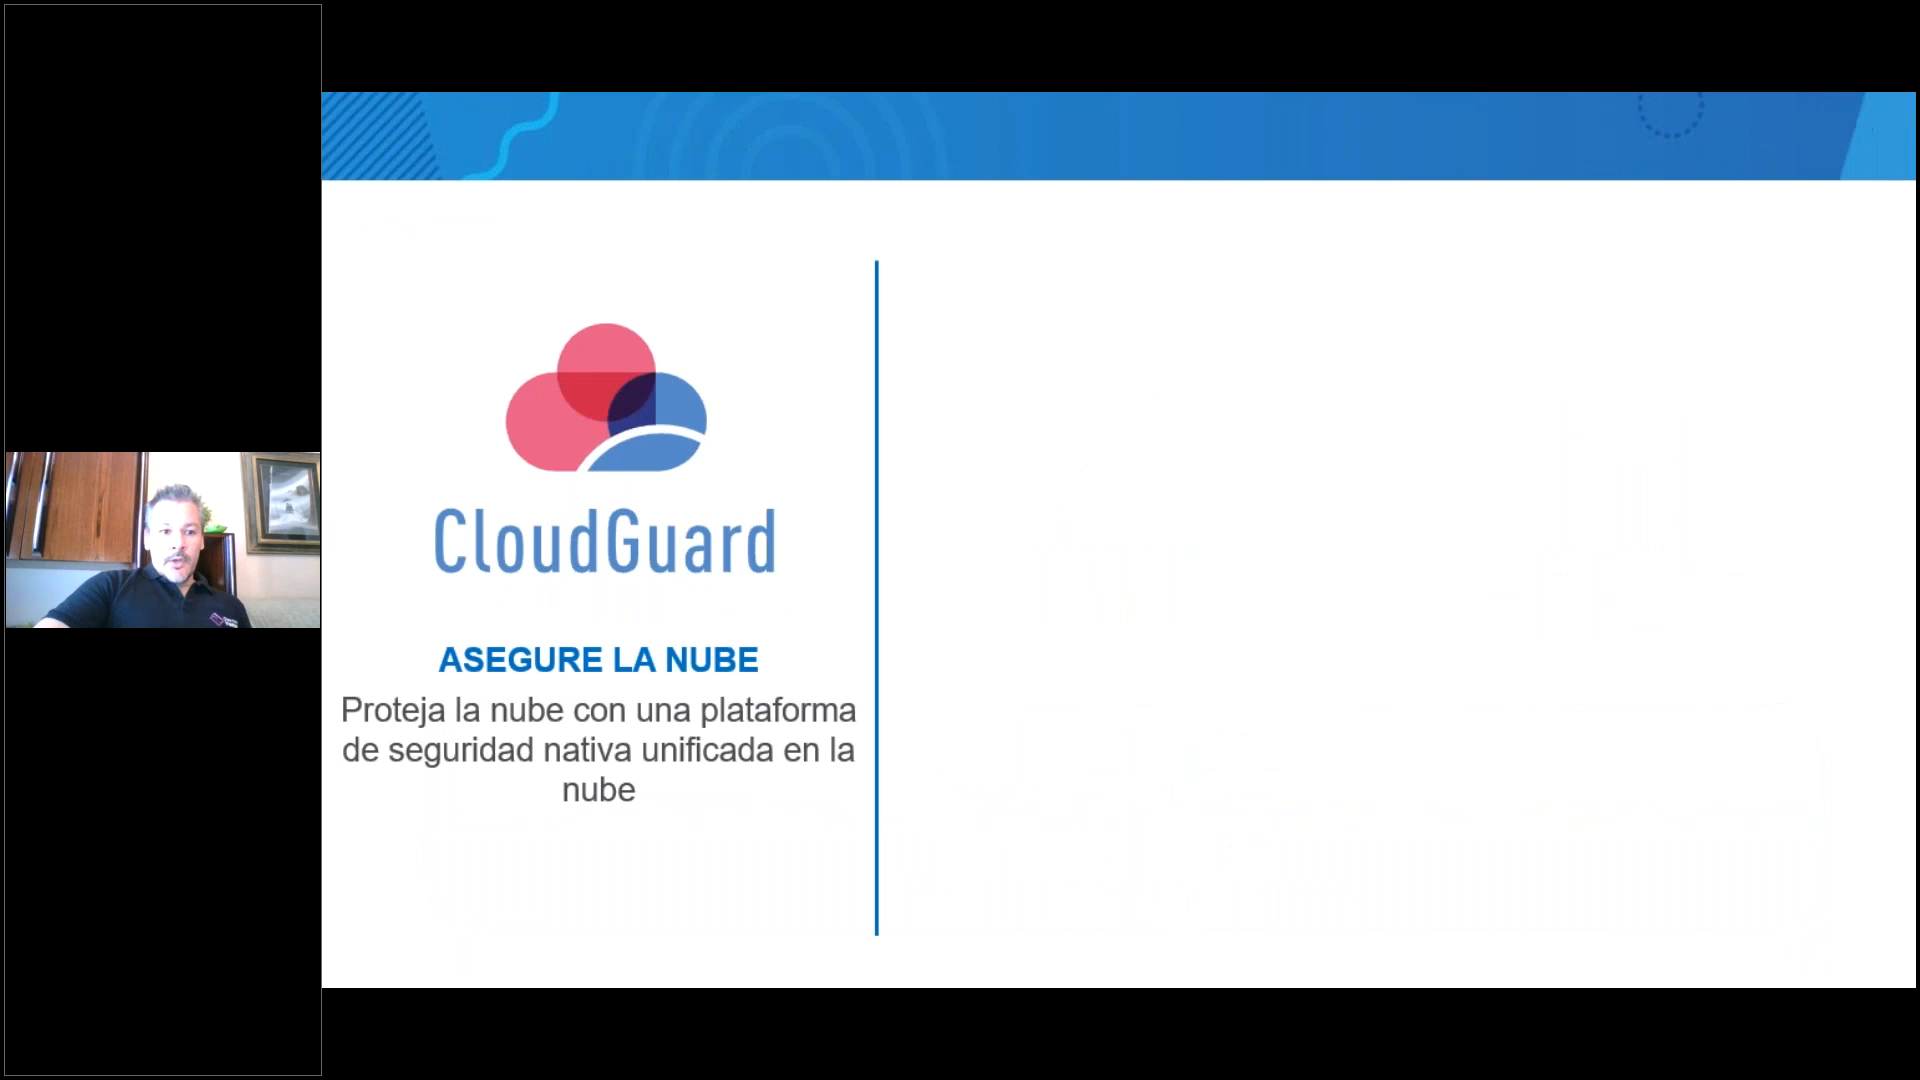 CloudGuard
ASEGURE LA NUBE
Proteja la nube con una plataforma
de seguridad nativa unificada en la
nube